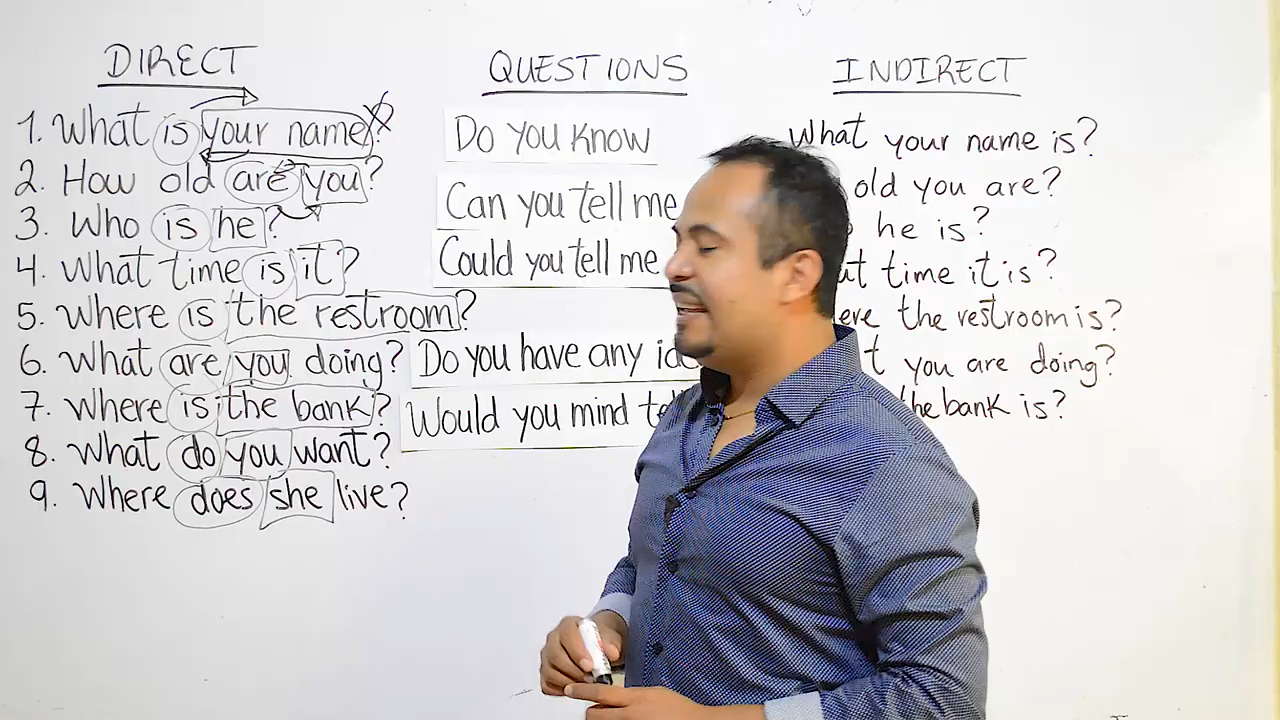 DIRECT
QUESTIONS
INDIRECT
1. What is your name?
2. How old are you?
3. Who is he?
4. What time is it?
5. Where is the restroom?
6. What are you doing?
7. Where is the bank?
8. What do you want?
9. Where does she live?
Do you know
Can you tell me
Could you tell me
Do you have any
Would you mind
What your name is?
old you are?
he is?
time it is?
the restroom is?
you are doing?
the bank is?